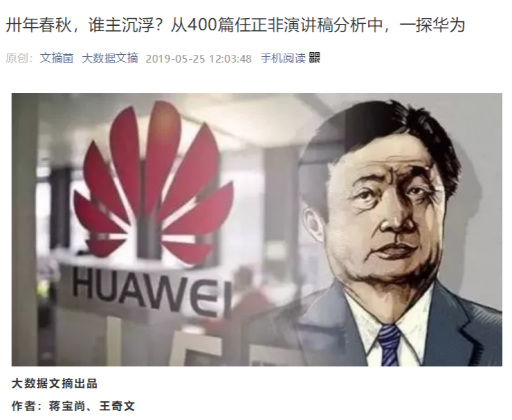 卅年春秋，谁主沉浮？从400篇任正非演讲稿分析中，一探华为
原创： 文摘菌 大数据文摘 2019-05-25 12:03:48 手机阅读
HUAWEI
大数据文摘出品
作者：蒋宝尚、王奇文